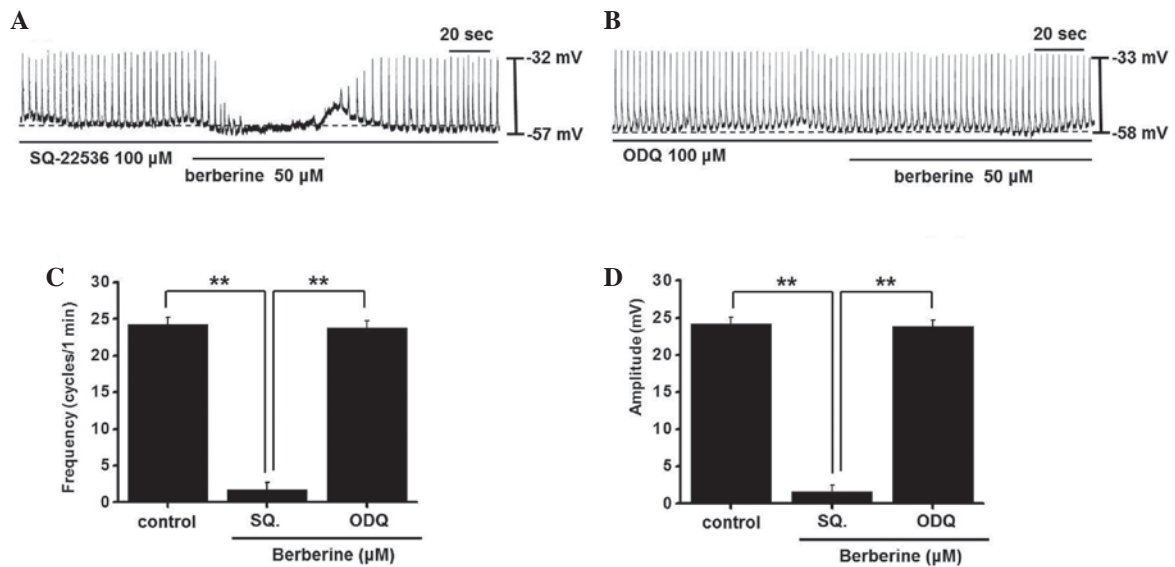 A
20 sec
-32 mV
-57 mV
SQ-22536 100 µM
berberine 50 µM
B
20 sec
-33 mV
-58 mV
ODQ 100 µM
berberine 50 µM
C
Frequency (cycles/1 min)
30
25
20
15
10
5
0
**
**
control
SQ.
ODQ
Berberine (µM)
D
Amplitude (mV)
30
25
20
15
10
5
0
**
**
control
SQ.
ODQ
Berberine (µM)